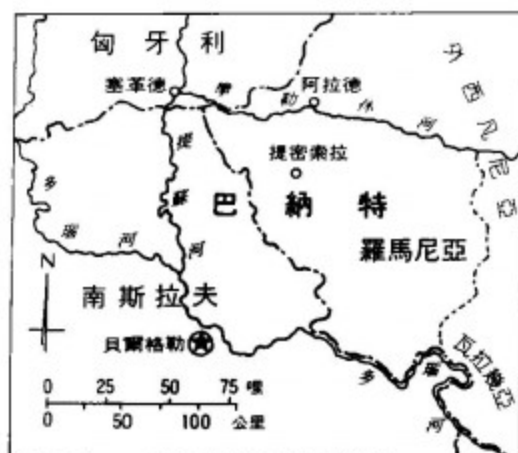 匈牙利
塞革德
阿拉德
摩勒什河
外西凡尼亞
提密索拉
提蘇河
巴納特
羅馬尼亞
多瑙河
南斯拉夫
貝爾格勒
瓦拉幾亞
多瑙河
N
0 25 50 75 哩
0 50 100 公里